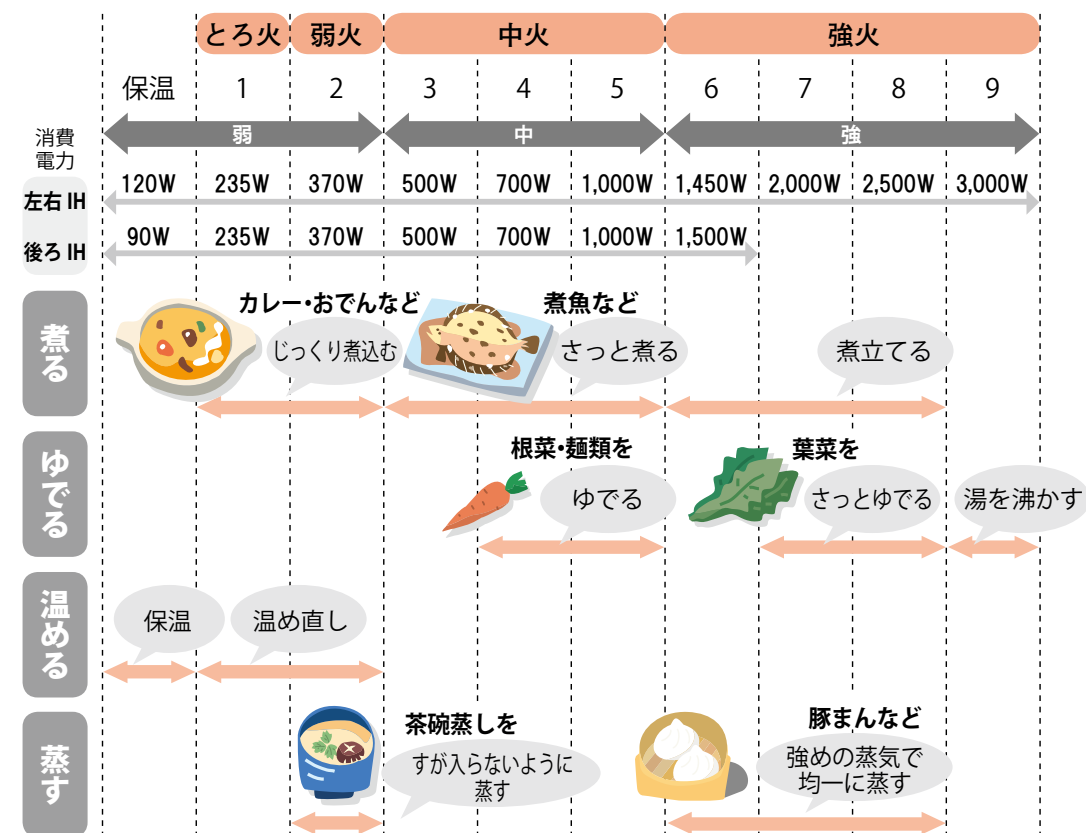 とろ火 弱火 中火 強火
保温 1 2 3 4 5 6 7 8 9
弱 中 強
消費
電力
左右 IH 120W 235W 370W 500W 700W 1,000W 1,450W 2,000W 2,500W 3,000W
後ろ IH 90W 235W 370W 500W 700W 1,000W 1,500W
煮る
カレー・おでんなど
じっくり煮込む
煮魚など
さっと煮る
煮立てる
ゆでる
根菜・麺類を
ゆでる
葉菜を
さっとゆでる
湯を沸かす
温める
保温
温め直し
蒸す
茶碗蒸しを
すが入らないように
蒸す
豚まんなど
強めの蒸気で
均一に蒸す